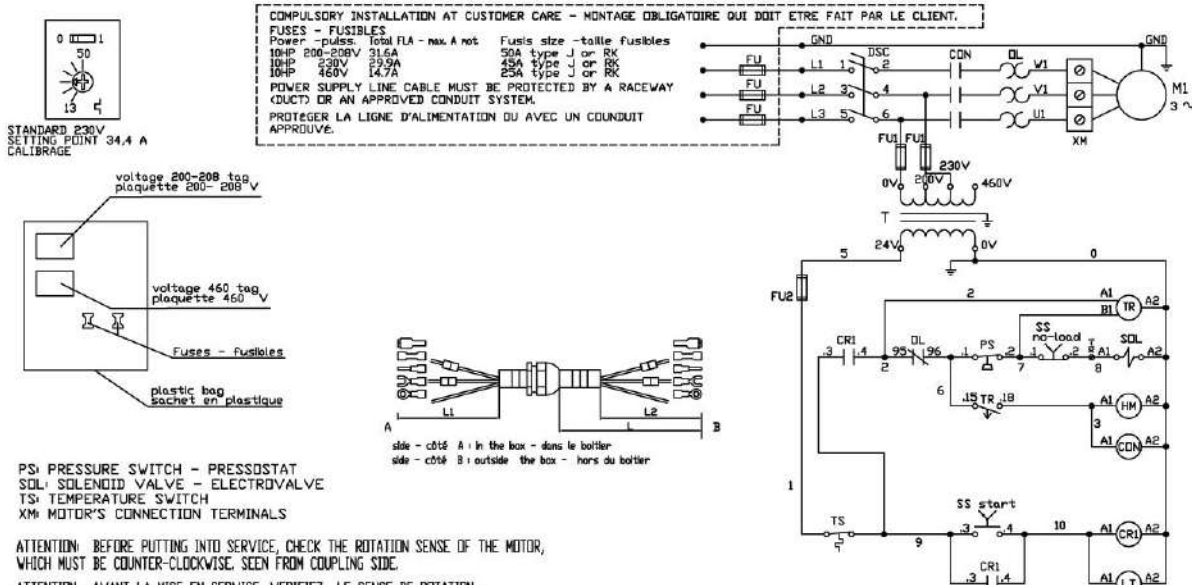 COMPULSORY INSTALLATION AT CUSTOMER CARE - MONTAGE OBLIGATOIRE QUI DOIT ETRE FAIT PAR LE CLIENT.
FUSES - FUSIBLES
Power -puiss. Total FLA - max. A mot Fusis size -taille fusibles
10HP 200-208V 31.6A 50A type J or RK
10HP 230V 29.9A 45A type J or RK
10HP 460V 14.7A 25A type J or RK
POWER SUPPLY LINE CABLE MUST BE PROTECTED BY A RACEWAY
(DUCT) OR AN APPROVED CONDUIT SYSTEM.
PROTéGER LA LIGNE D'ALIMENTATION OU AVEC UN COUNDUIT
APPROUVé.
0 1
50
13
STANDARD 230V
SETTING POINT 34,4 A
CALIBRAGE
GND
FU L1 1 DSC 2 CON OL W1
FU L2 3 4 V1
FU L3 5 6 U1
XM
GND
M1
3 ~
FU1 FU1
230V
0V 200V 460V
T
24V 0V
5 0
FU2
2
A1 TR A2
B1
CR1 .3 .4
2
OL 95 96
PS .1 .2
7
SS
no-load
.1 .2
8
A1 SOL A2
6
.15 TR .18
A1 HM A2
3
A1 CON A2
1
TS
9
SS start
.3 .4
10
A1 CR1 A2
CR1
.3 .4
A1 LT A2
voltage 200-208 tag
plaquette 200- 208 V
voltage 460 tag
plaquette 460 V
Fuses - fusibles
plastic bag
sachet en plastique
L1 L2
A L B
side - côté A : in the box - dans le boîtier
side - côté B : outside the box - hors du boîtier
PS: PRESSURE SWITCH - PRESSOSTAT
SOL: SOLENOID VALVE - ELECTROVALVE
TS: TEMPERATURE SWITCH
XM: MOTOR'S CONNECTION TERMINALS
ATTENTION: BEFORE PUTTING INTO SERVICE, CHECK THE ROTATION SENSE OF THE MOTOR,
WHICH MUST BE COUNTER-CLOCKWISE, SEEN FROM COUPLING SIDE.
ATTENTION: AVANT LA MISE EN SERVICE, VERIFIEZ LE SENSE DE ROTATION